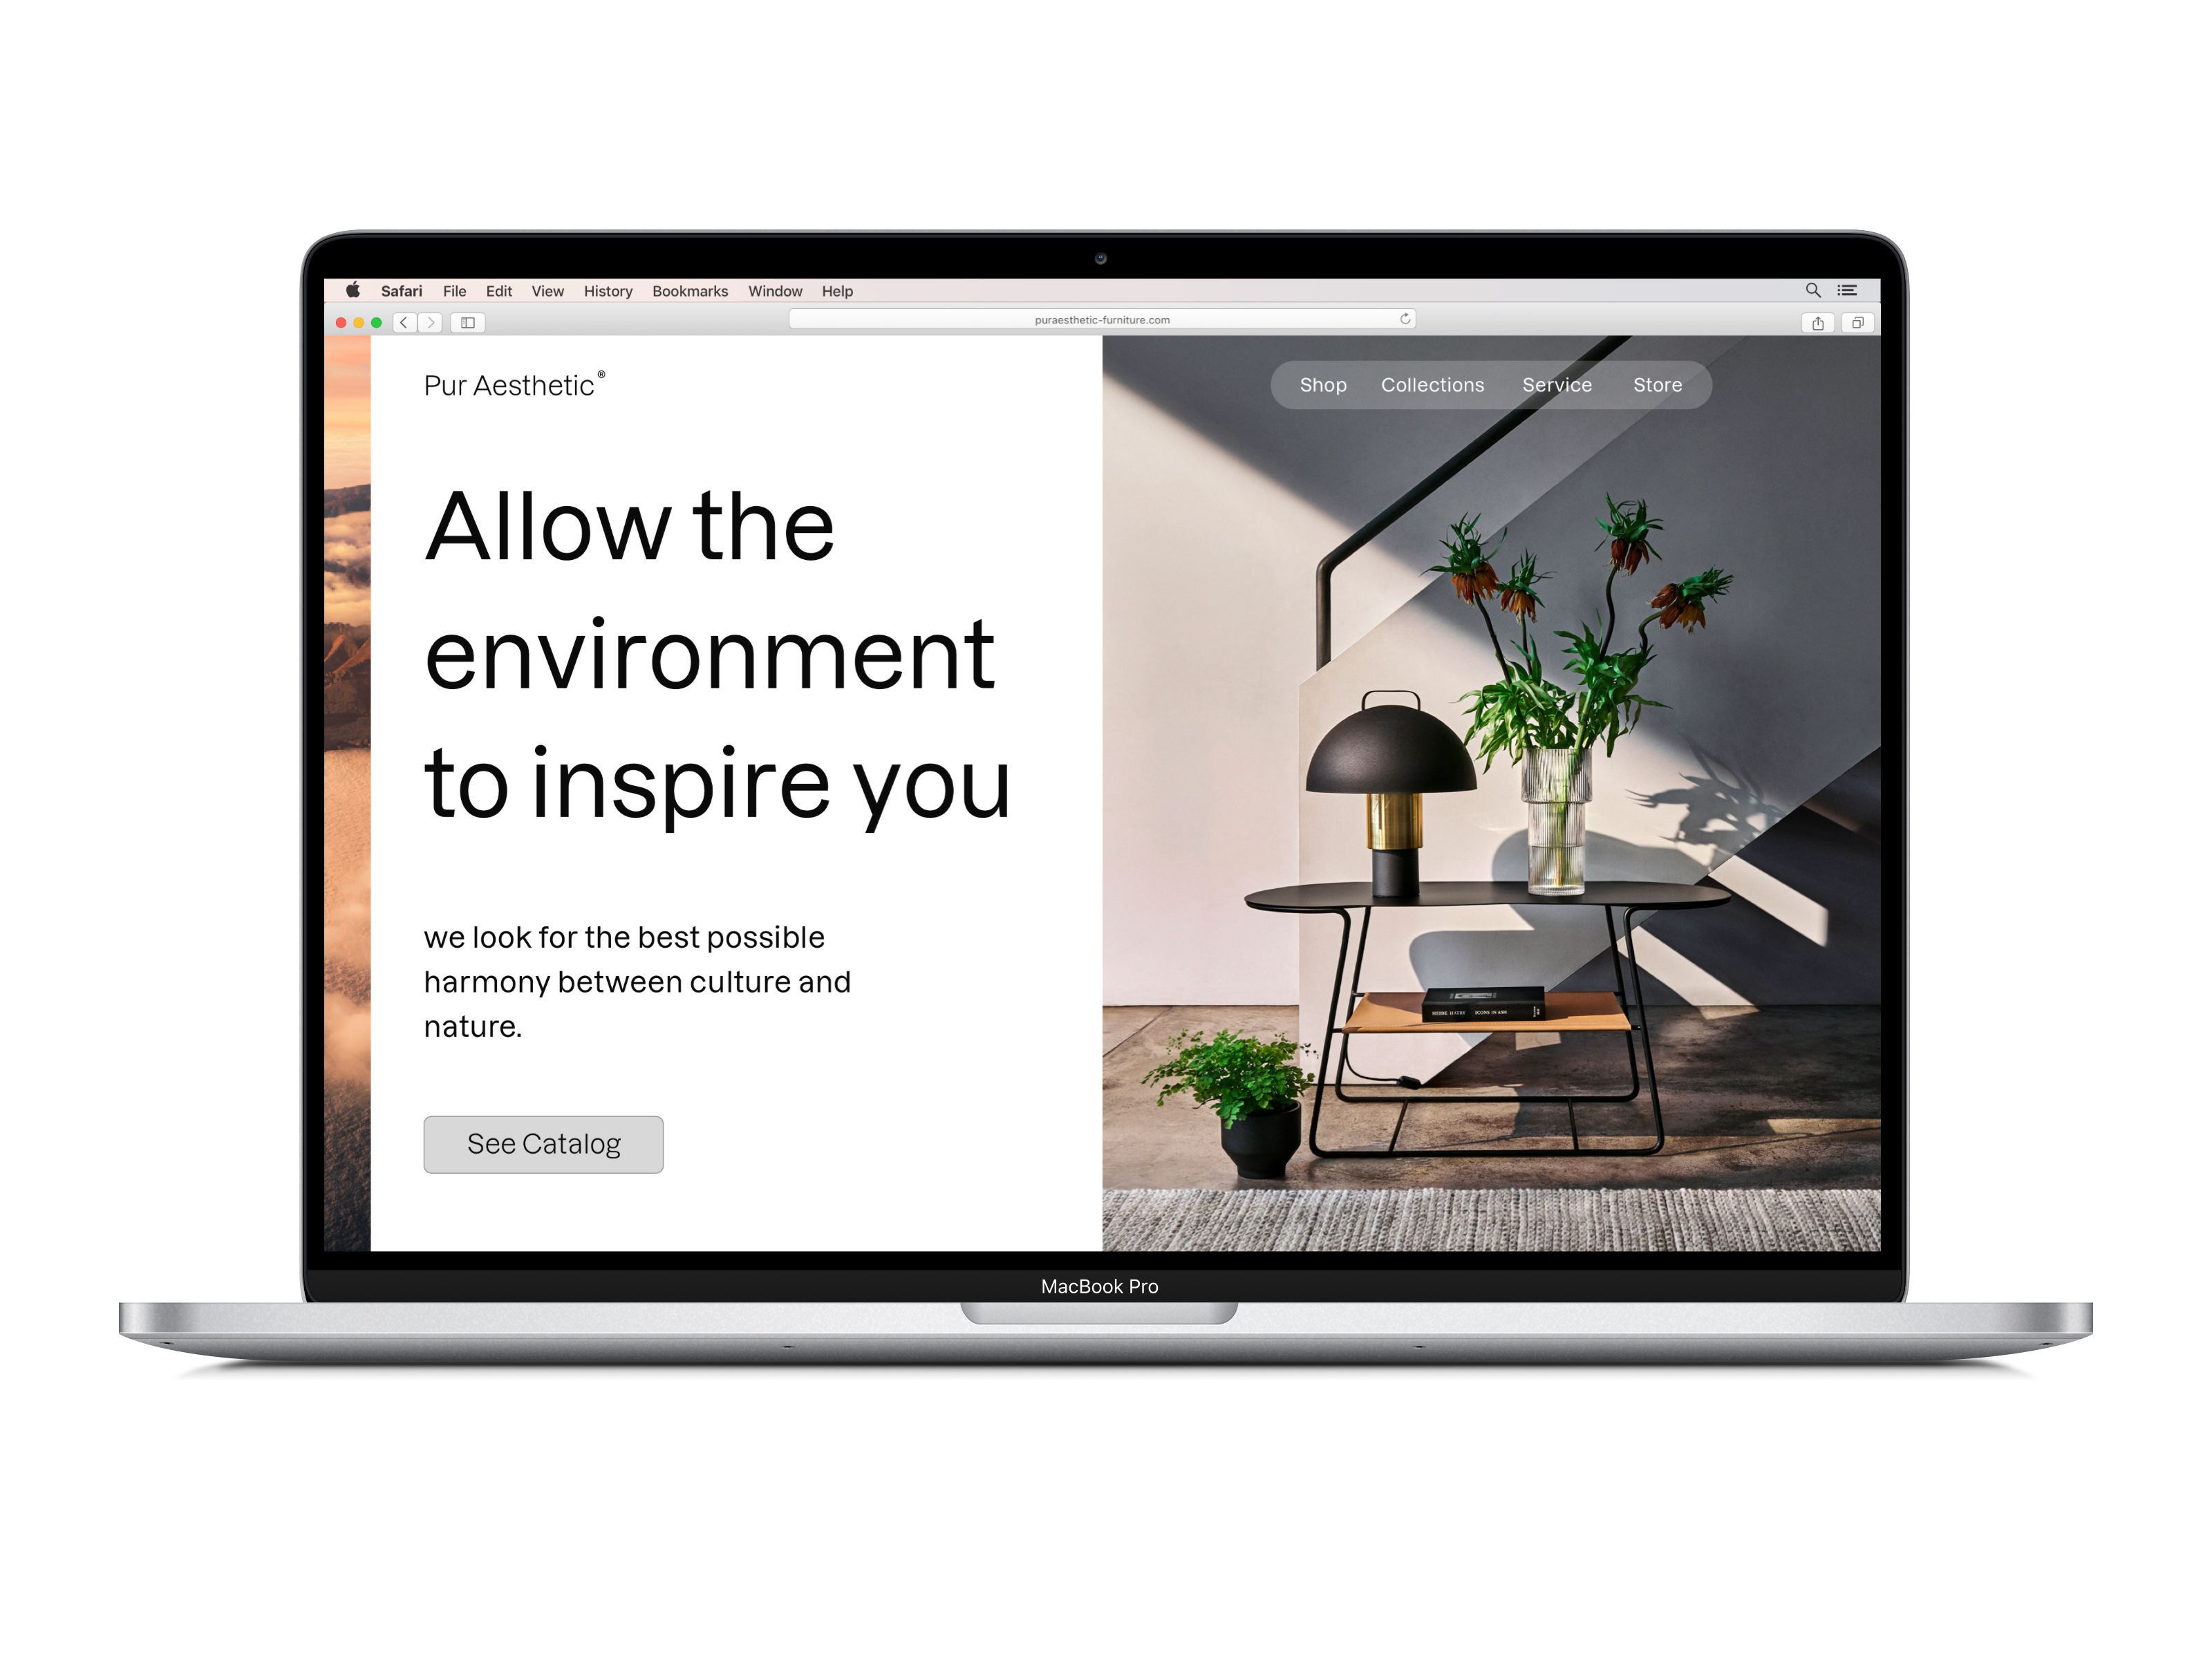 Safari File Edit View History Bookmarks Window Help
puraesthetic-furniture.com
Pur Aesthetic®
Shop Collections Service Store
Allow the
environment
to inspire you
we look for the best possible
harmony between culture and
nature.
See Catalog
MacBook Pro